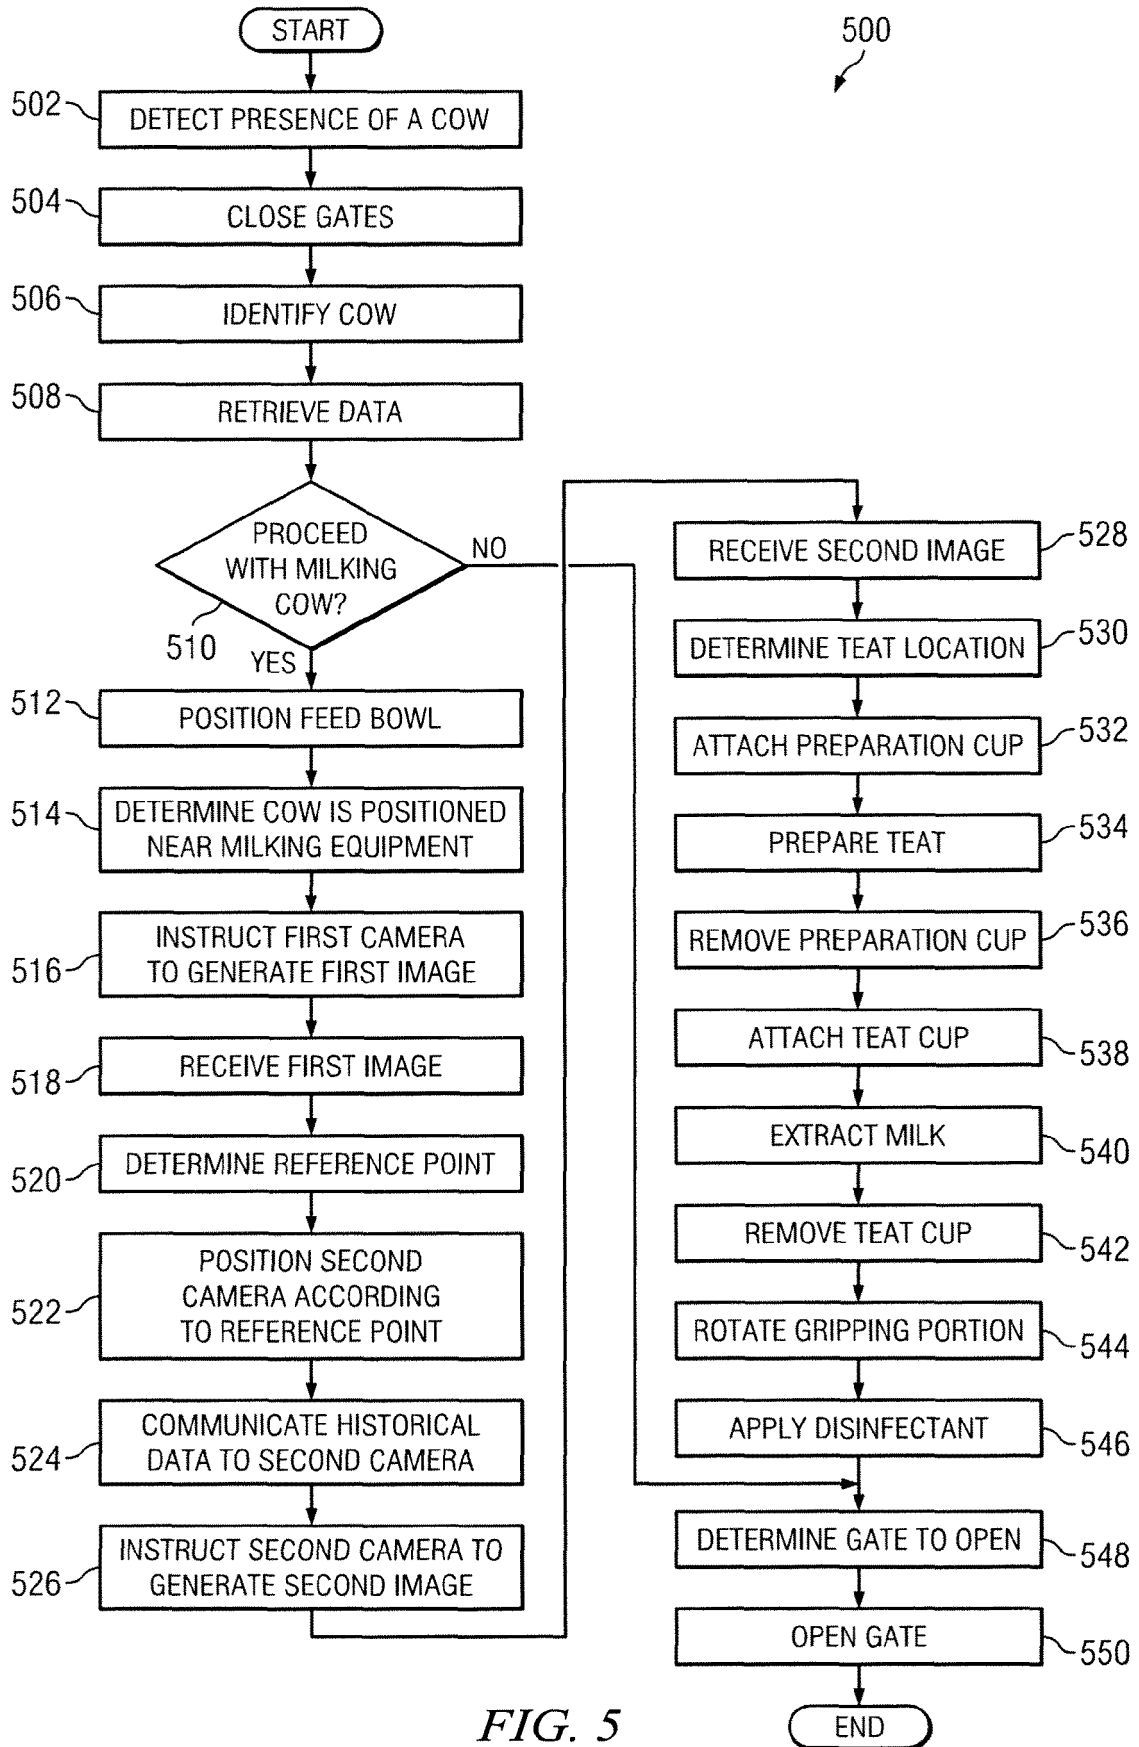 START
500
502
DETECT PRESENCE OF A COW
504
CLOSE GATES
506
IDENTIFY COW
508
RETRIEVE DATA
PROCEED
WITH MILKING
COW?
NO
510
YES
512
POSITION FEED BOWL
514
DETERMINE COW IS POSITIONED
NEAR MILKING EQUIPMENT
516
INSTRUCT FIRST CAMERA
TO GENERATE FIRST IMAGE
518
RECEIVE FIRST IMAGE
520
DETERMINE REFERENCE POINT
522
POSITION SECOND
CAMERA ACCORDING
TO REFERENCE POINT
524
COMMUNICATE HISTORICAL
DATA TO SECOND CAMERA
526
INSTRUCT SECOND CAMERA TO
GENERATE SECOND IMAGE
RECEIVE SECOND IMAGE
528
DETERMINE TEAT LOCATION
530
ATTACH PREPARATION CUP
532
PREPARE TEAT
534
REMOVE PREPARATION CUP
536
ATTACH TEAT CUP
538
EXTRACT MILK
540
REMOVE TEAT CUP
542
ROTATE GRIPPING PORTION
544
APPLY DISINFECTANT
546
DETERMINE GATE TO OPEN
548
OPEN GATE
550
END
FIG. 5